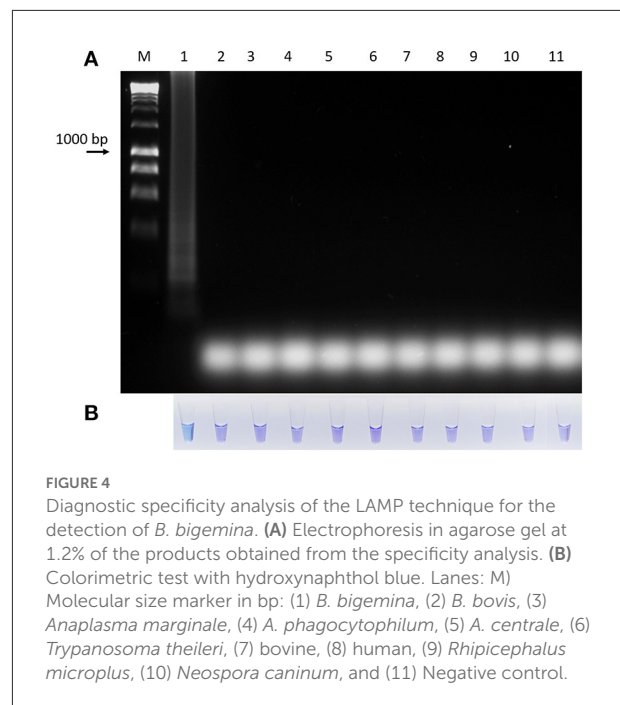 A M 1 2 3 4 5 6 7 8 9 10 11
1000 bp
B
FIGURE 4
Diagnostic specificity analysis of the LAMP technique for the
detection of B. bigemina. (A) Electrophoresis in agarose gel at
1.2% of the products obtained from the specificity analysis. (B)
Colorimetric test with hydroxynaphthol blue. Lanes: M)
Molecular size marker in bp: (1) B. bigemina, (2) B. bovis, (3)
Anaplasma marginale, (4) A. phagocytophilum, (5) A. centrale, (6)
Trypanosoma theileri, (7) bovine, (8) human, (9) Rhipicephalus
microplus, (10) Neospora caninum, and (11) Negative control.